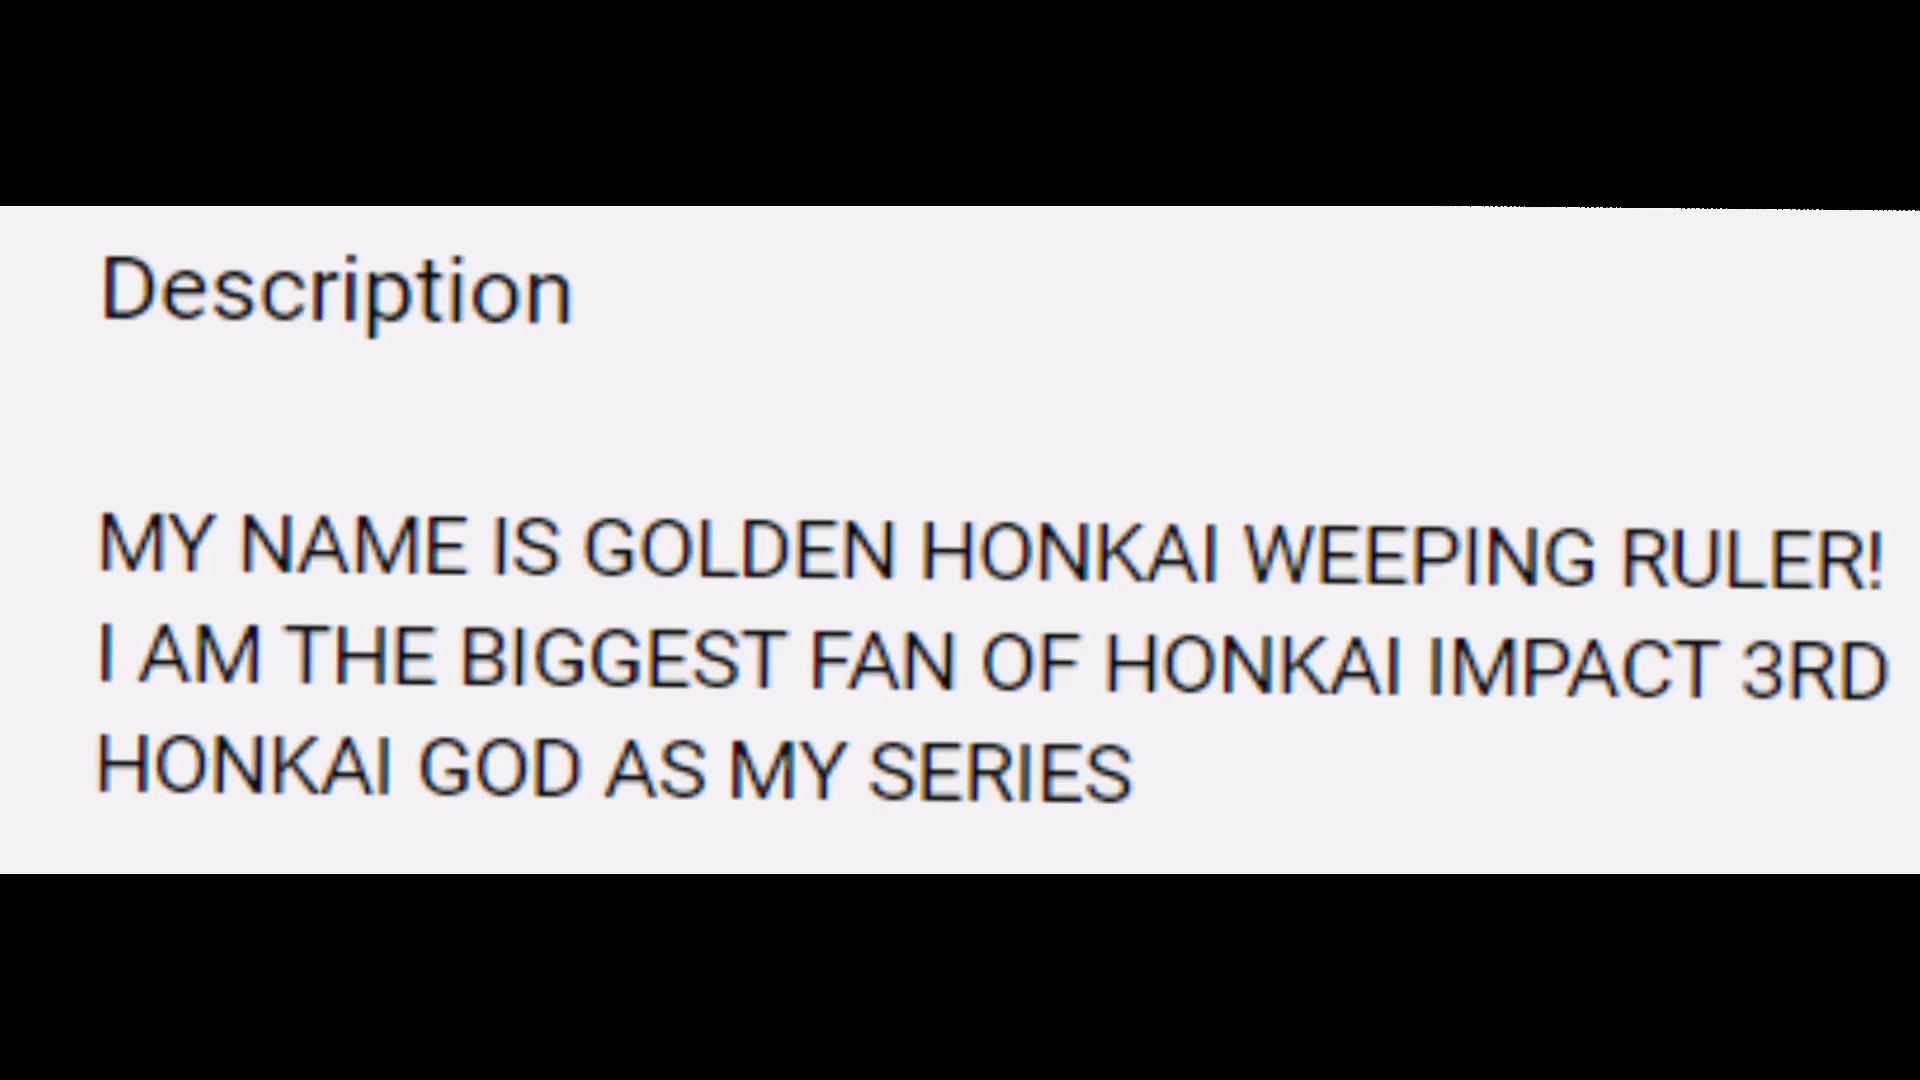 Description
MY NAME IS GOLDEN HONKAI WEEPING RULER!
I AM THE BIGGEST FAN OF HONKAI IMPACT 3RD
HONKAI GOD AS MY SERIES